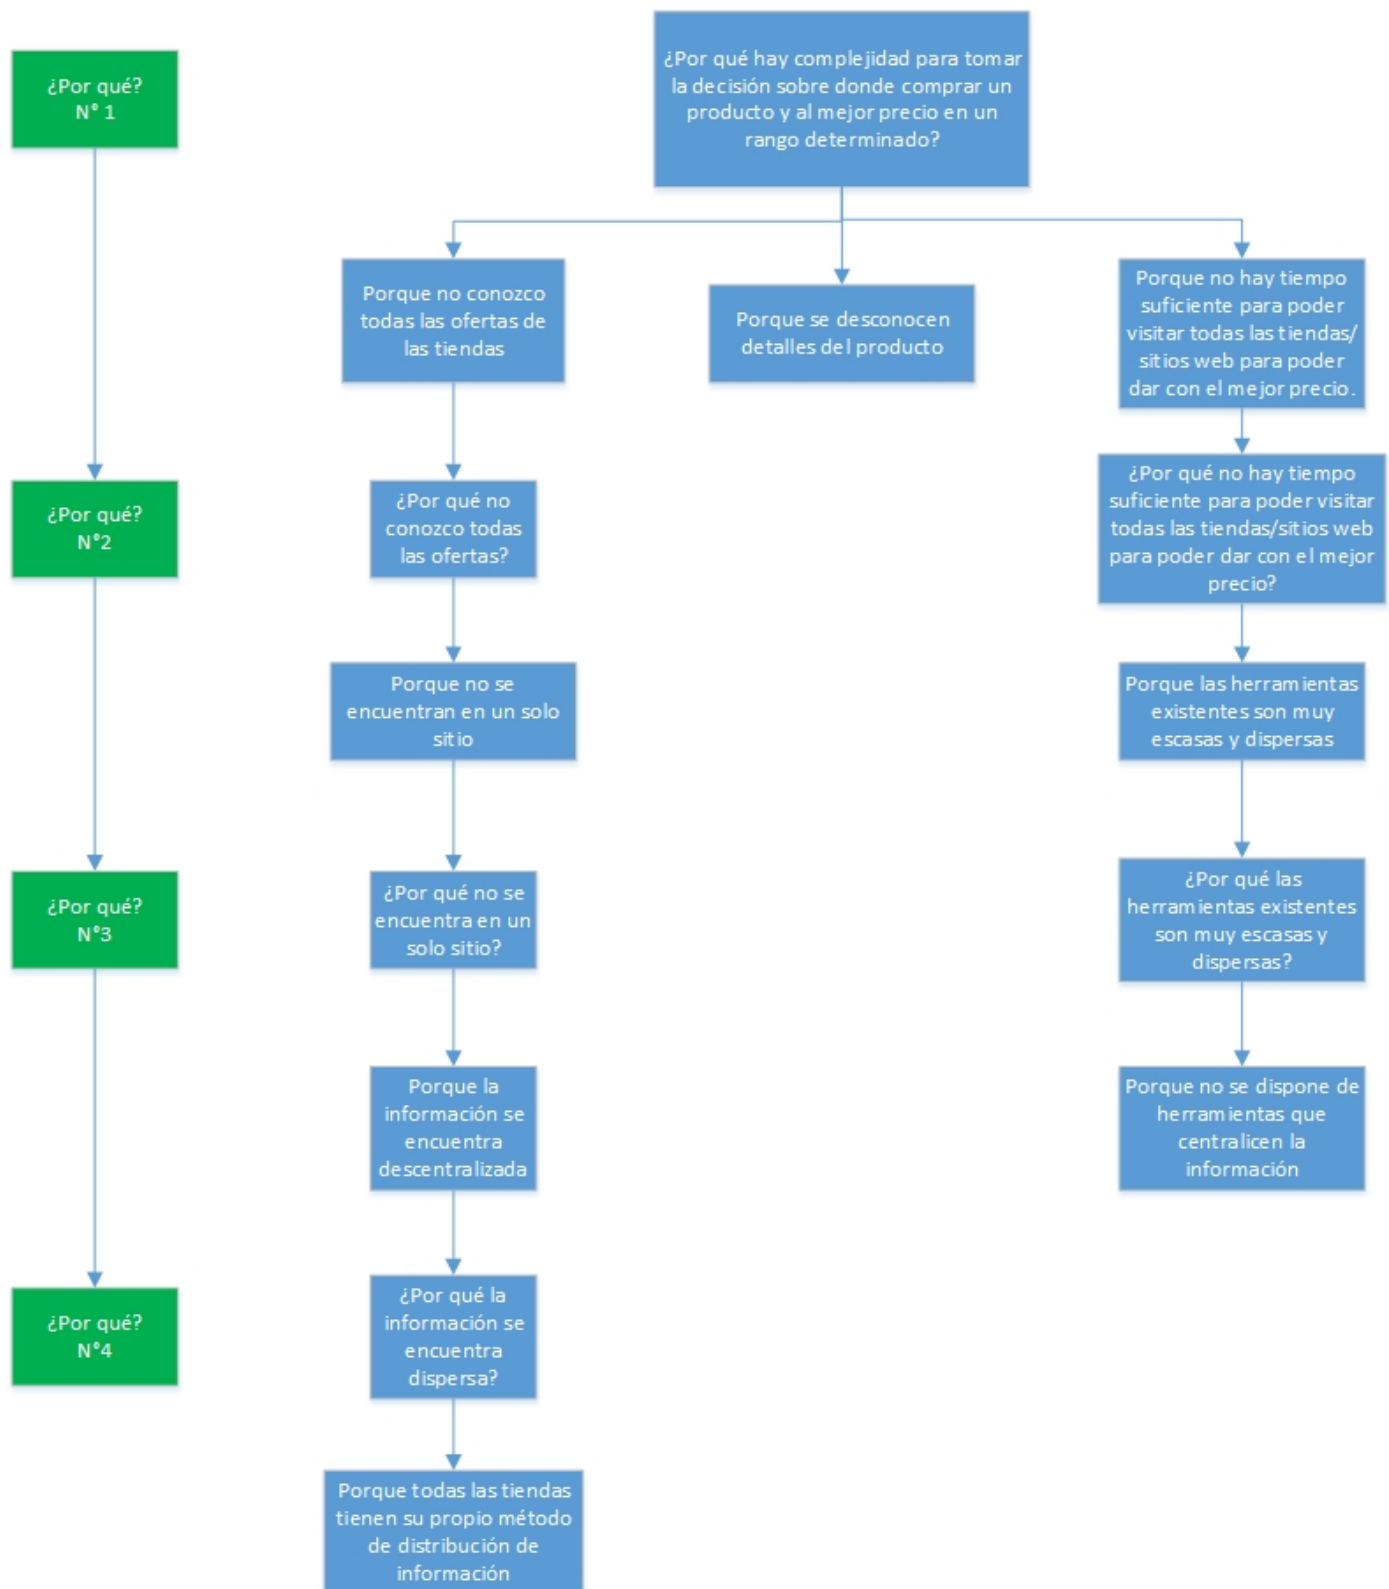 ¿Por qué?
N° 1
¿Por qué hay complejidad para tomar
la decisión sobre donde comprar un
producto y al mejor precio en un
rango determinado?
Porque no conozco
todas las ofertas de
las tiendas
Porque se desconocen
detalles del producto
Porque no hay tiempo
suficiente para poder
visitar todas las tiendas/
sitios web para poder
dar con el mejor precio.
¿Por qué?
N°2
¿Por qué no
conozco todas
las ofertas?
¿Por qué no hay tiempo
suficiente para poder visitar
todas las tiendas/sitios web
para poder dar con el mejor
precio?
Porque no se
encuentran en un solo
sitio
Porque las herramientas
existentes son muy
escasas y dispersas
¿Por qué?
N°3
¿Por qué no se
encuentra en un
solo sitio?
¿Por qué las
herramientas existentes
son muy escasas y
dispersas?
Porque la
información se
encuentra
descentralizada
Porque no se dispone de
herramientas que
centralicen la
información
¿Por qué?
N°4
¿Por qué la
información se
encuentra
dispersa?
Porque todas las tiendas
tienen su propio método
de distribución de
información